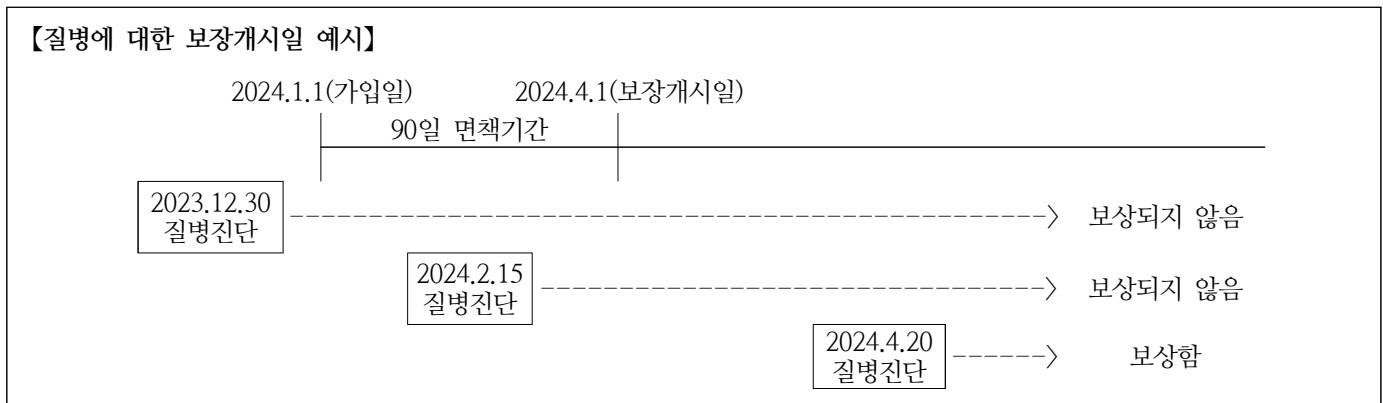 【질병에 대한 보장개시일 예시】
2024.1.1(가입일) 2024.4.1(보장개시일)
90일 면책기간
2023.12.30
질병진단
보상되지 않음
2024.2.15
질병진단
보상되지 않음
2024.4.20
질병진단
보상함